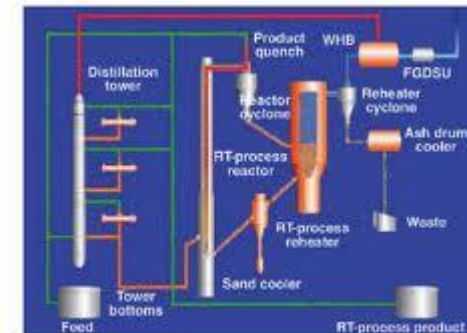 Product
quench
WHB
FGDSU
Distillation
tower
Reactor
cyclone
Reheater
cyclone
Ash drum
cooler
RT-process
reactor
RT-process
reheater
Waste
Sand cooler
Tower
bottoms
Feed
RT-process product